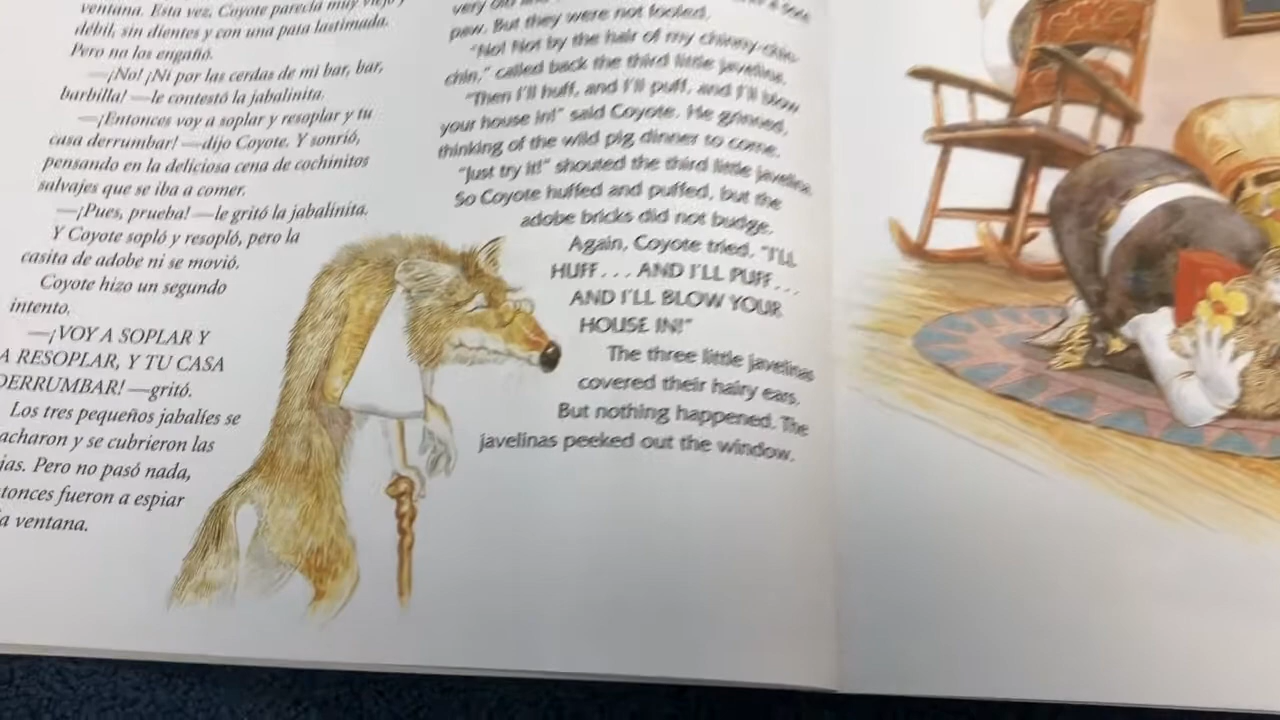 ventana. Esta vez, Coyote parecía muy viejo y
débil, sin dientes y con una pata lastimada.
Pero no los engañó.
—¡No! ¡Ni por las cerdas de mi bar, bar,
barbilla! —le contestó la jabalinita.
—¡Entonces voy a soplar y resoplar y tu
casa derrumbar! —dijo Coyote. Y sonrió,
pensando en la deliciosa cena de cochinitos
salvajes que se iba a comer.
—¡Pues, prueba! —le gritó la jabalinita.
Y Coyote sopló y resopló, pero la
casita de adobe ni se movió.
Coyote hizo un segundo
intento.
—¡VOY A SOPLAR Y
A RESOPLAR, Y TU CASA
DERRUMBAR! —gritó.
Los tres pequeños jabalíes se
acharon y se cubrieron las
jas. Pero no pasó nada,
tonces fueron a espiar
a ventana.
very old and
paw. But they were not fooled.
"No! Not by the hair of my chinny-chin-
chin," called back the third little javelina.
"Then I'll huff, and I'll puff, and I'll blow
your house in!" said Coyote. He grinned,
thinking of the wild pig dinner to come.
"Just try it!" shouted the third little javelina.
So Coyote huffed and puffed, but the
adobe bricks did not budge.
Again, Coyote tried. "I'LL
HUFF . . . AND I'LL PUFF . . .
AND I'LL BLOW YOUR
HOUSE IN!"
The three little javelinas
covered their hairy ears.
But nothing happened. The
javelinas peeked out the window.